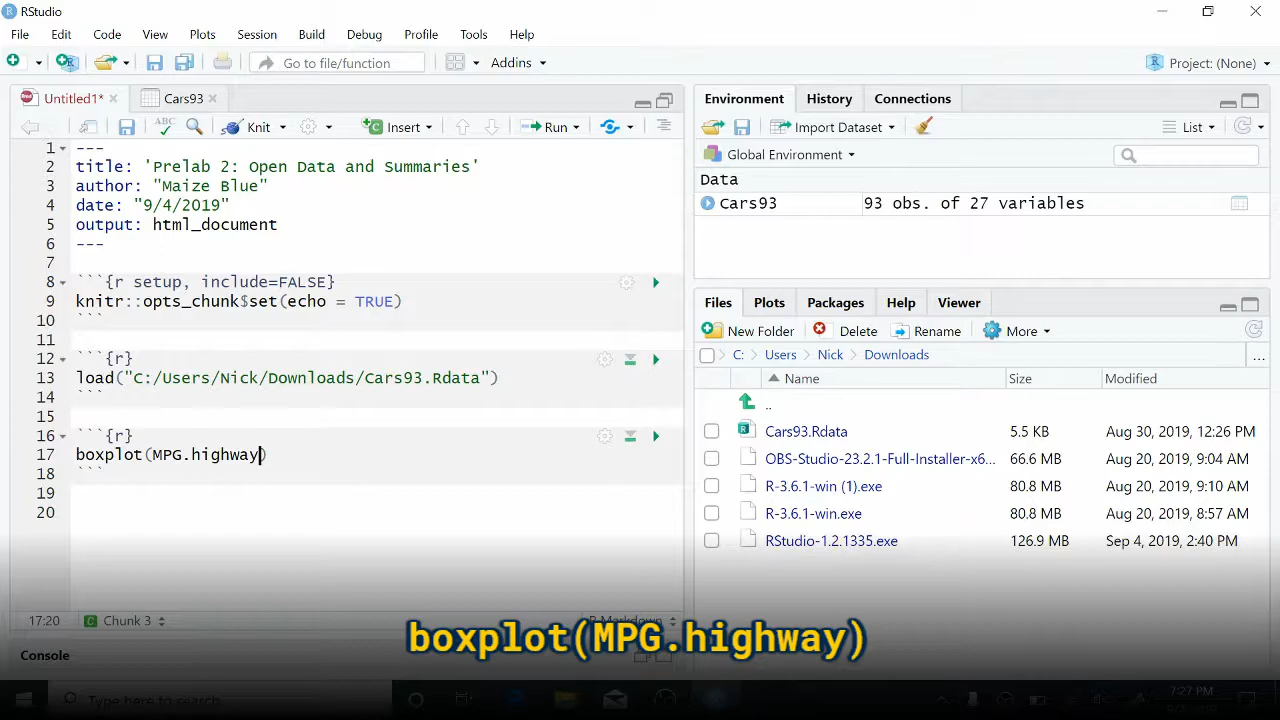 RStudio
File Edit Code View Plots Session Build Debug Profile Tools Help
Go to file/function Addins Project: (None)
Untitled1* Cars93
ABC Knit Insert Run
1 ---
2 title: 'Prelab 2: Open Data and Summaries'
3 author: "Maize Blue"
4 date: "9/4/2019"
5 output: html_document
6 ---
7
8 ```{r setup, include=FALSE}
9 knitr::opts_chunk$set(echo = TRUE)
10 ```
11
12 ```{r}
13 load("C:/Users/Nick/Downloads/Cars93.Rdata")
14 ```
15
16 ```{r}
17 boxplot(MPG.highway)
18 ```
19
20
17:20 Chunk 3 R Markdown
Console
Environment History Connections
Import Dataset List
Global Environment
Data
Cars93 93 obs. of 27 variables
Files Plots Packages Help Viewer
New Folder Delete Rename More
C: Users Nick Downloads ...
Name Size Modified
..
Cars93.Rdata 5.5 KB Aug 30, 2019, 12:26 PM
OBS-Studio-23.2.1-Full-Installer-x6... 66.6 MB Aug 20, 2019, 9:04 AM
R-3.6.1-win (1).exe 80.8 MB Aug 20, 2019, 9:10 AM
R-3.6.1-win.exe 80.8 MB Aug 20, 2019, 8:57 AM
RStudio-1.2.1335.exe 126.9 MB Sep 4, 2019, 2:40 PM
boxplot(MPG.highway)
Type here to search
7:27 PM